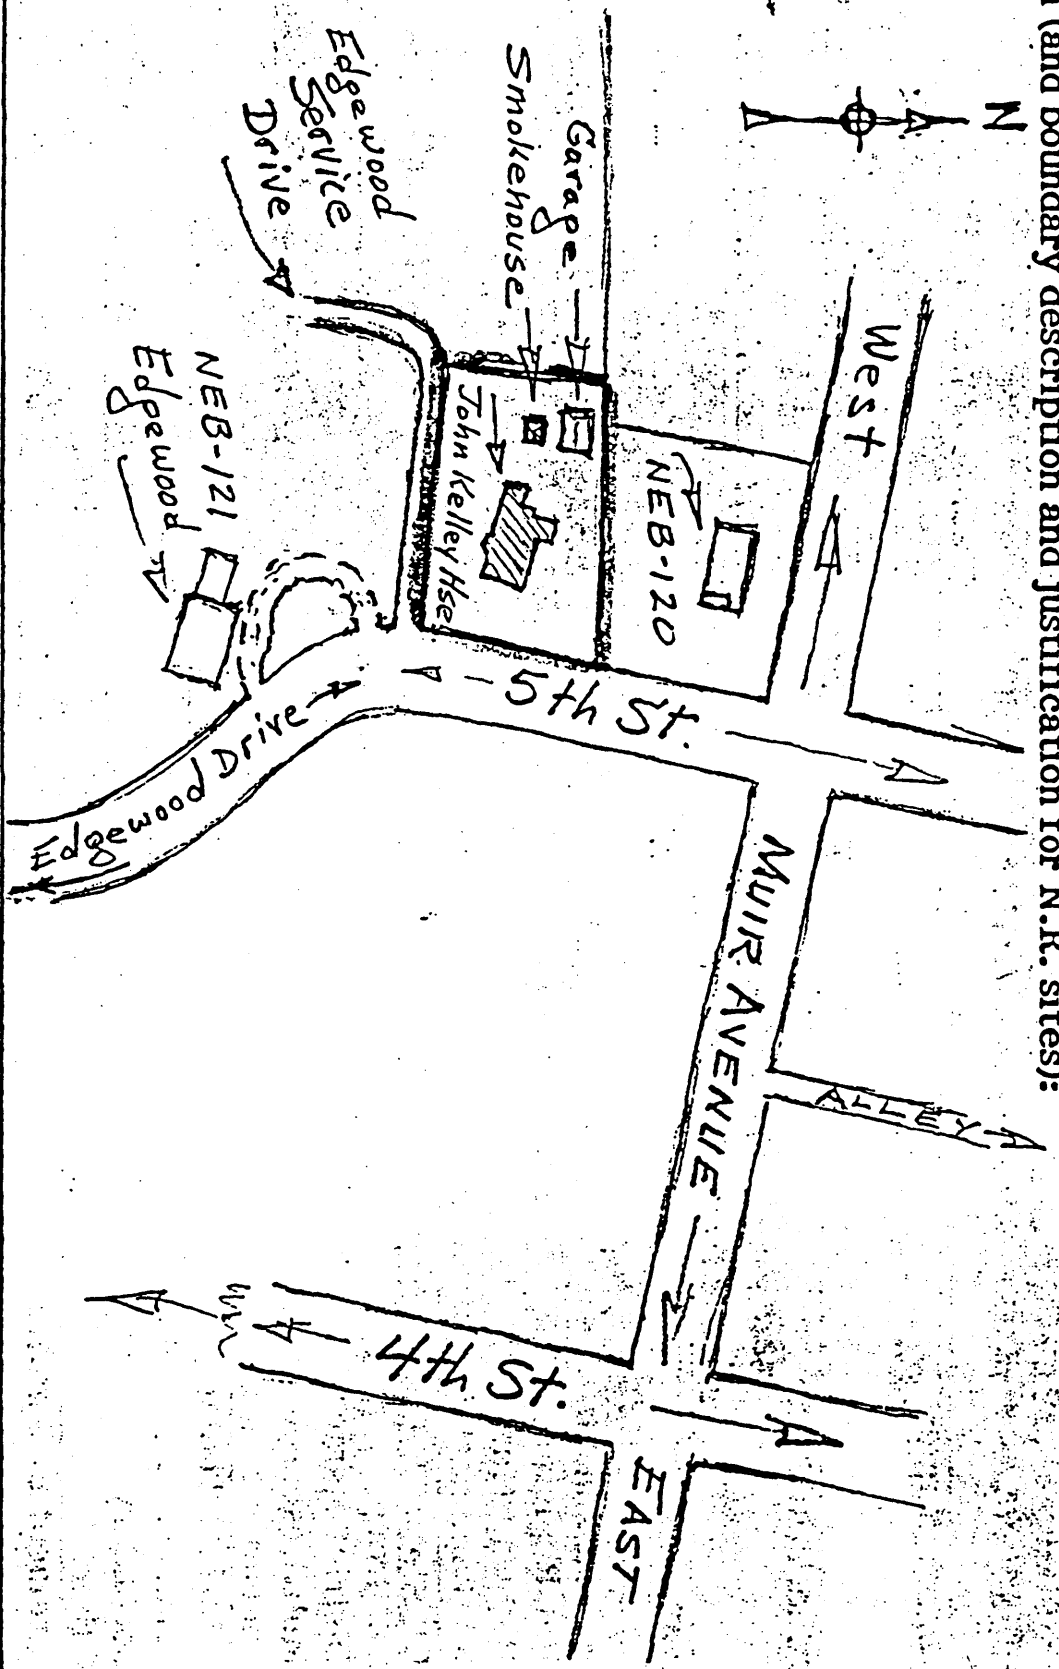 (and boundary description and justification for N.R. sites):
N
West
Garage
Smokehouse
Edgewood
Service
Drive
NEB-120
John Kelley Hse
NEB-121
Edgewood
5th St.
Edgewood Drive
MUIR AVENUE
ALLEY
4th St.
EAST